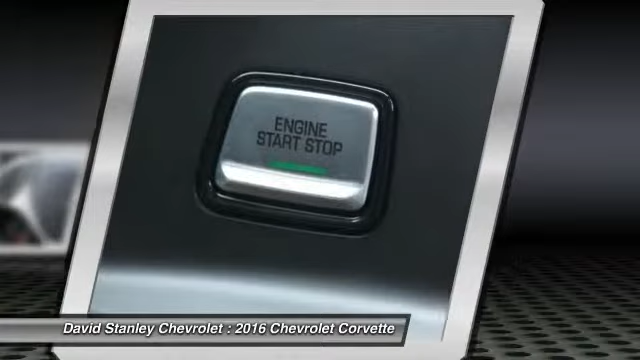 ENGINE
START STOP
David Stanley Chevrolet : 2016 Chevrolet Corvette